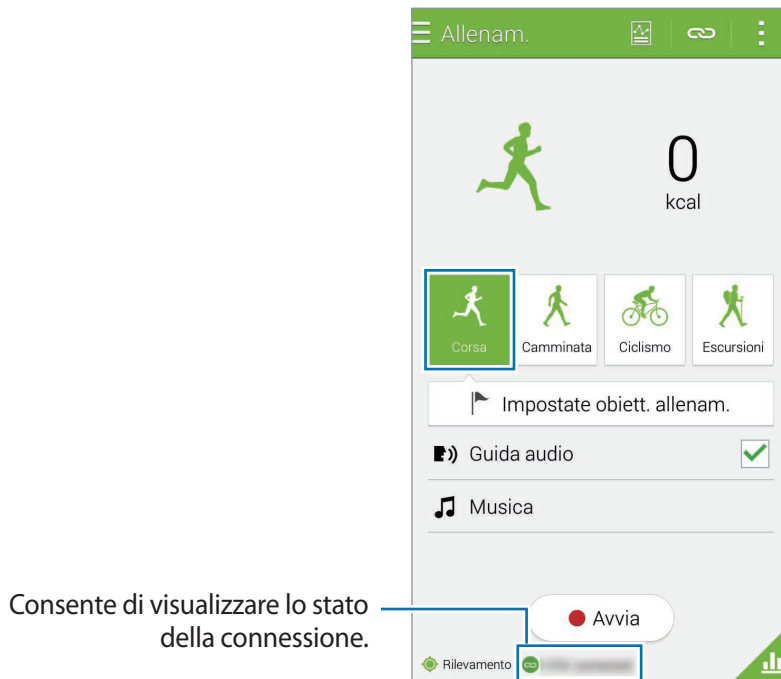 Allenam.
0
kcal
Corsa
Camminata
Ciclismo
Escursioni
Impostate obiett. allenam.
Guida audio
Musica
Consente di visualizzare lo stato
della connessione.
Avvia
Rilevamento